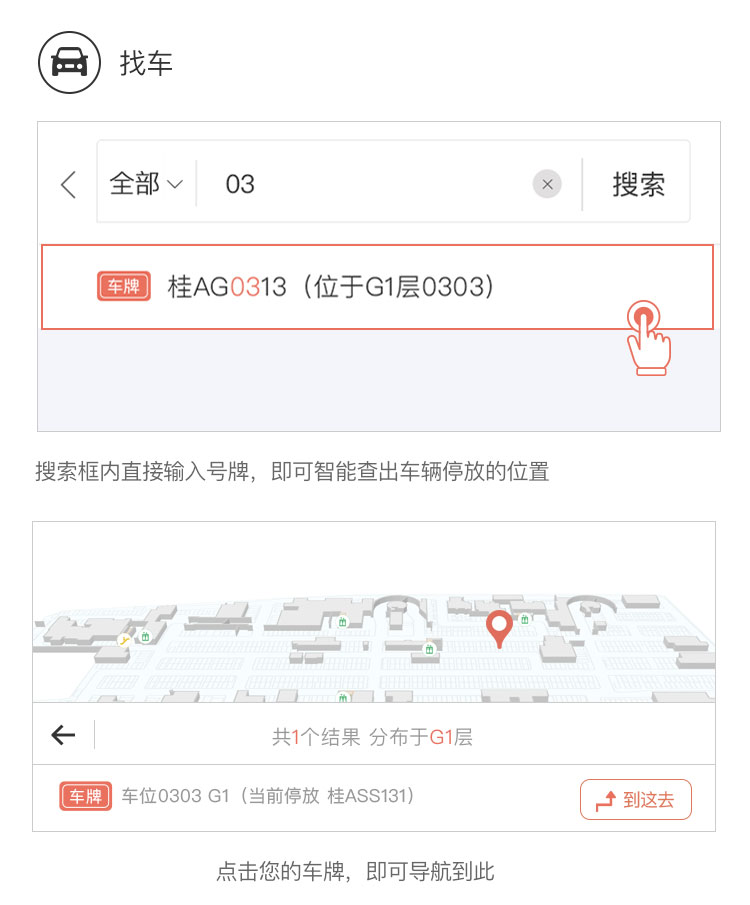 找车
全部 03 搜索
车牌 桂AG0313（位于G1层0303）
搜索框内直接输入号牌，即可智能查出车辆停放的位置
共1个结果 分布于G1层
车牌 车位0303 G1（当前停放 桂ASS131） 到这去
点击您的车牌，即可导航到此